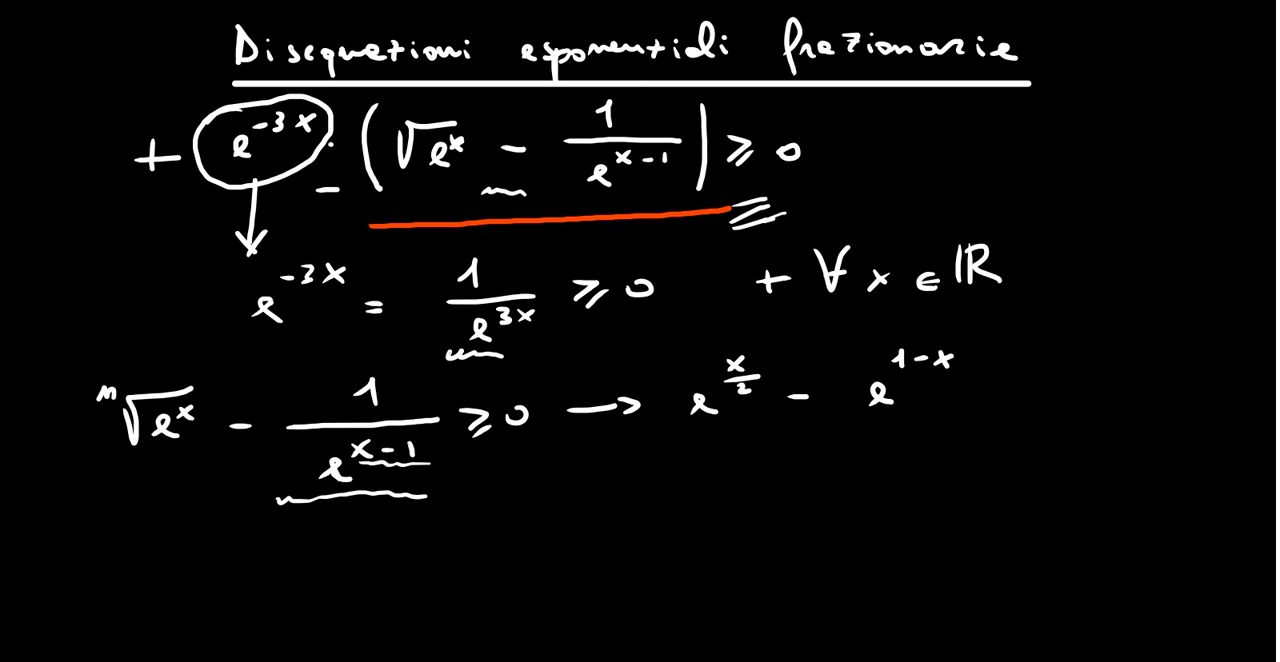 Disequazioni esponenziali frazionarie
+ e^{-3x} · (√e^x - 1/e^{x-1}) ≥ 0
-
e^{-3x} = 1/e^{3x} ≥ 0 + ∀ x ∈ ℝ
ⁿ√e^x - 1/e^{x-1} ≥ 0 → e^{x/2} - e^{1-x}